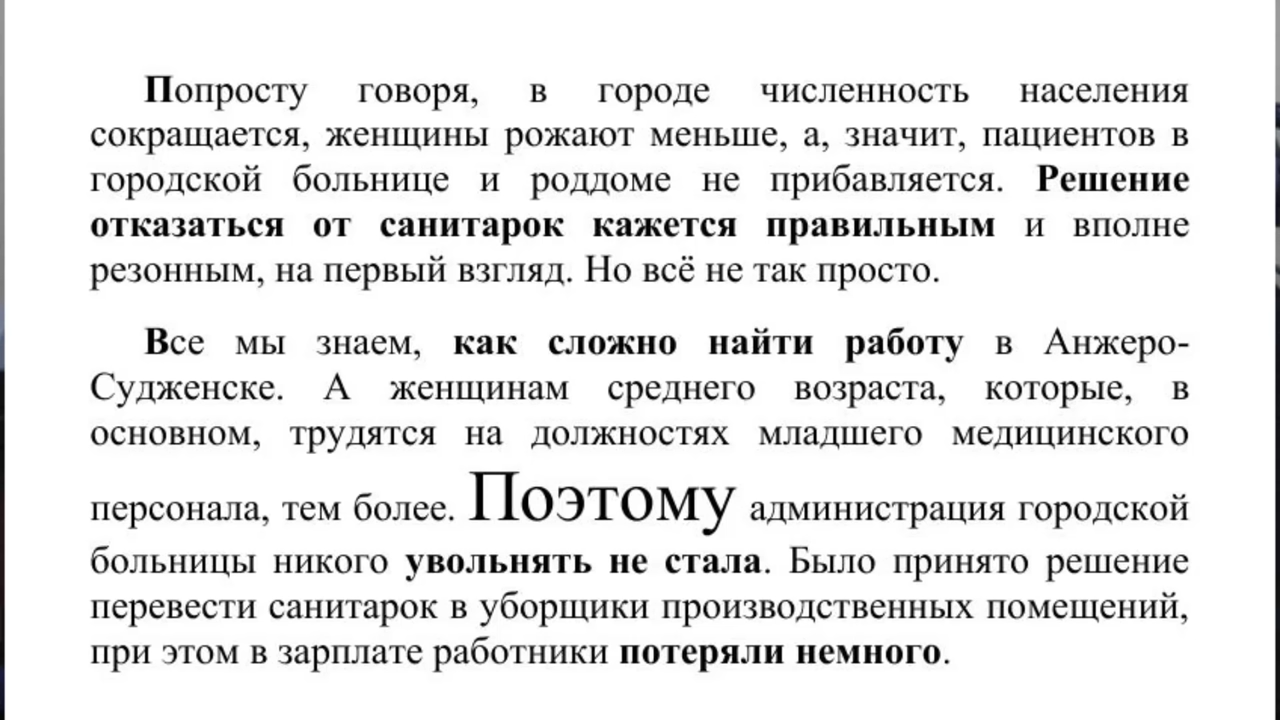 Попросту говоря, в городе численность населения
сокращается, женщины рожают меньше, а, значит, пациентов в
городской больнице и роддоме не прибавляется. Решение
отказаться от санитарок кажется правильным и вполне
резонным, на первый взгляд. Но всё не так просто.
Все мы знаем, как сложно найти работу в Анжеро-
Судженске. А женщинам среднего возраста, которые, в
основном, трудятся на должностях младшего медицинского
персонала, тем более. Поэтому администрация городской
больницы никого увольнять не стала. Было принято решение
перевести санитарок в уборщики производственных помещений,
при этом в зарплате работники потеряли немного.